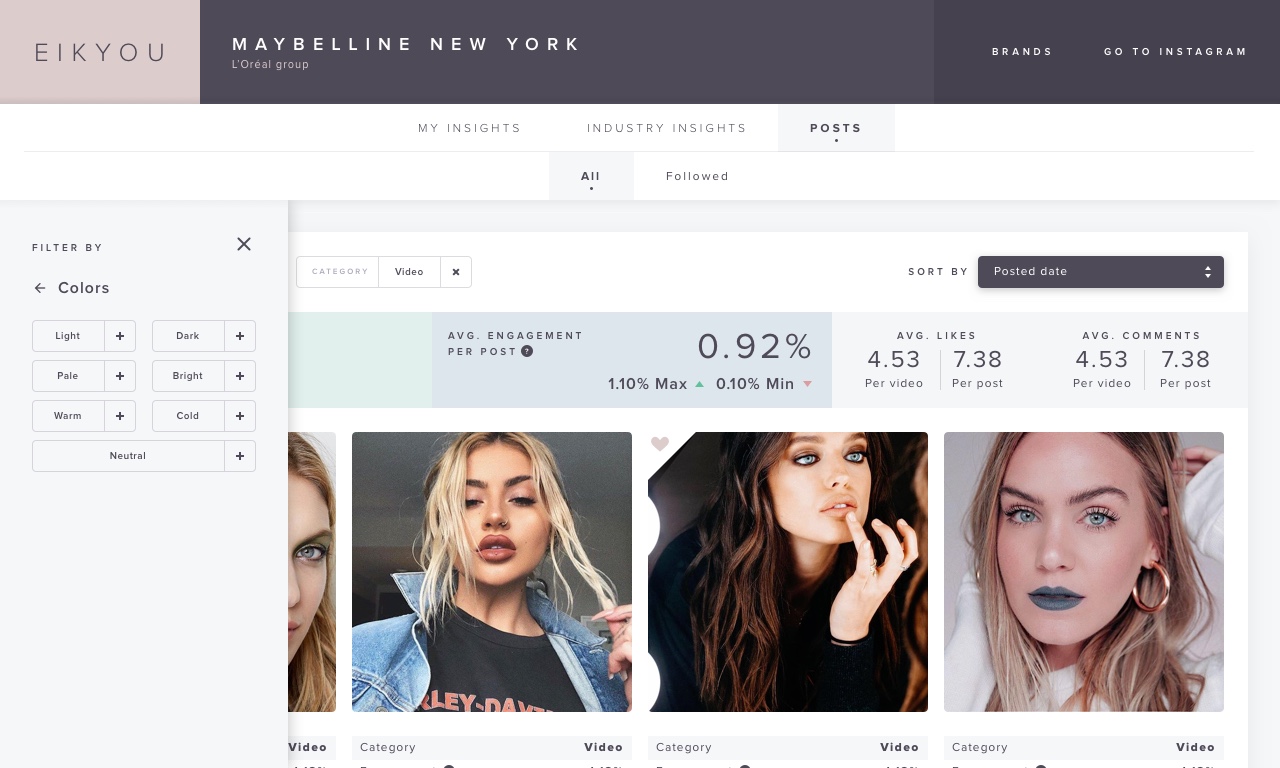 EIKYOU
MAYBELLINE NEW YORK
L'Oréal group
BRANDS
GO TO INSTAGRAM
MY INSIGHTS
INDUSTRY INSIGHTS
POSTS
All
Followed
FILTER BY
Colors
Light
Dark
Pale
Bright
Warm
Cold
Neutral
CATEGORY
Video
SORT BY
Posted date
AVG. ENGAGEMENT
PER POST ?
0.92%
1.10% Max
0.10% Min
AVG. LIKES
4.53
7.38
Per video
Per post
AVG. COMMENTS
4.53
7.38
Per video
Per post
Video
Category Video
Category Video
Category Video